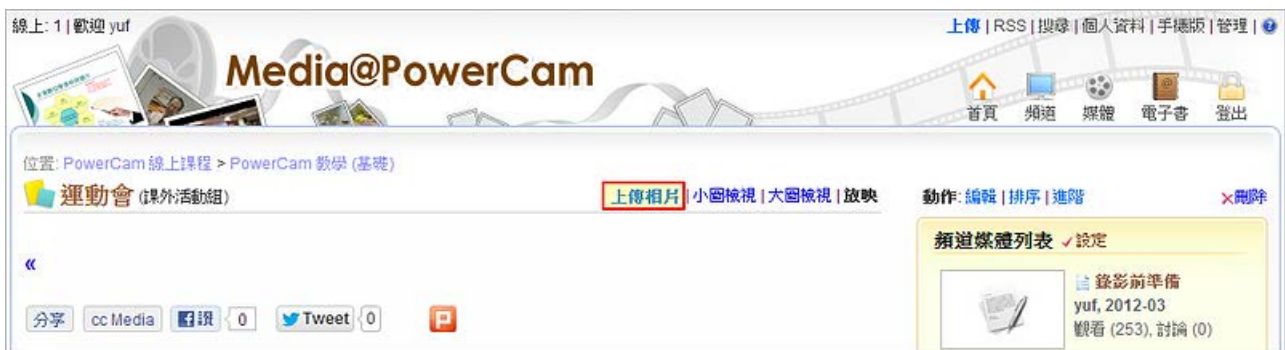 線上: 1 | 歡迎 yuf
上傳 | RSS | 搜尋 | 個人資料 | 手機版 | 管理 |
Media@PowerCam
首頁 頻道 媒體 電子書 登出
位置: PowerCam 線上課程 > PowerCam 教學 (基礎)
運動會 (課外活動組)
上傳相片 | 小圖檢視 | 大圖檢視 | 放映
動作: 編輯 | 排序 | 進階
刪除
頻道媒體列表 設定
«
錄影前準備
yuf, 2012-03
觀看 (253), 討論 (0)
分享 cc Media 讚 0 Tweet 0